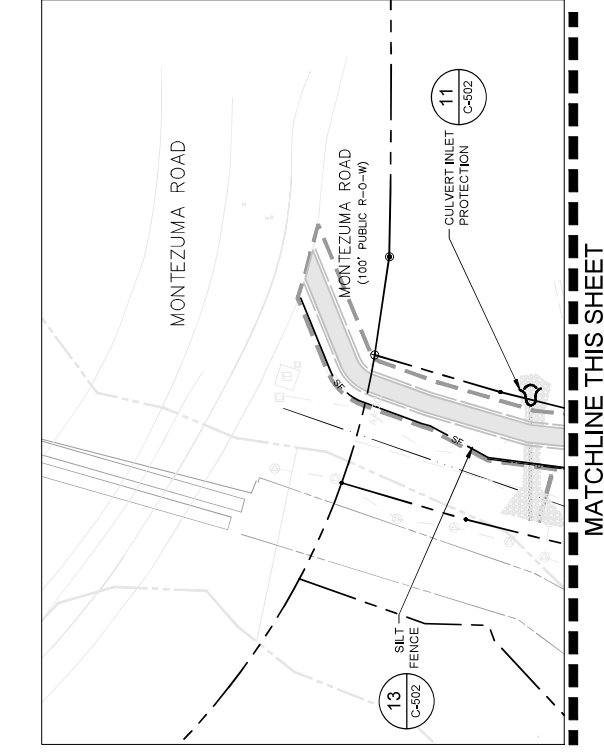 MONTEZUMA ROAD
MONTEZUMA ROAD
(100' PUBLIC R-O-W)
11
C-502
CULVERT INLET
PROTECTION
SF
SF
13
C-502
SILT
FENCE
MATCHLINE THIS SHEET